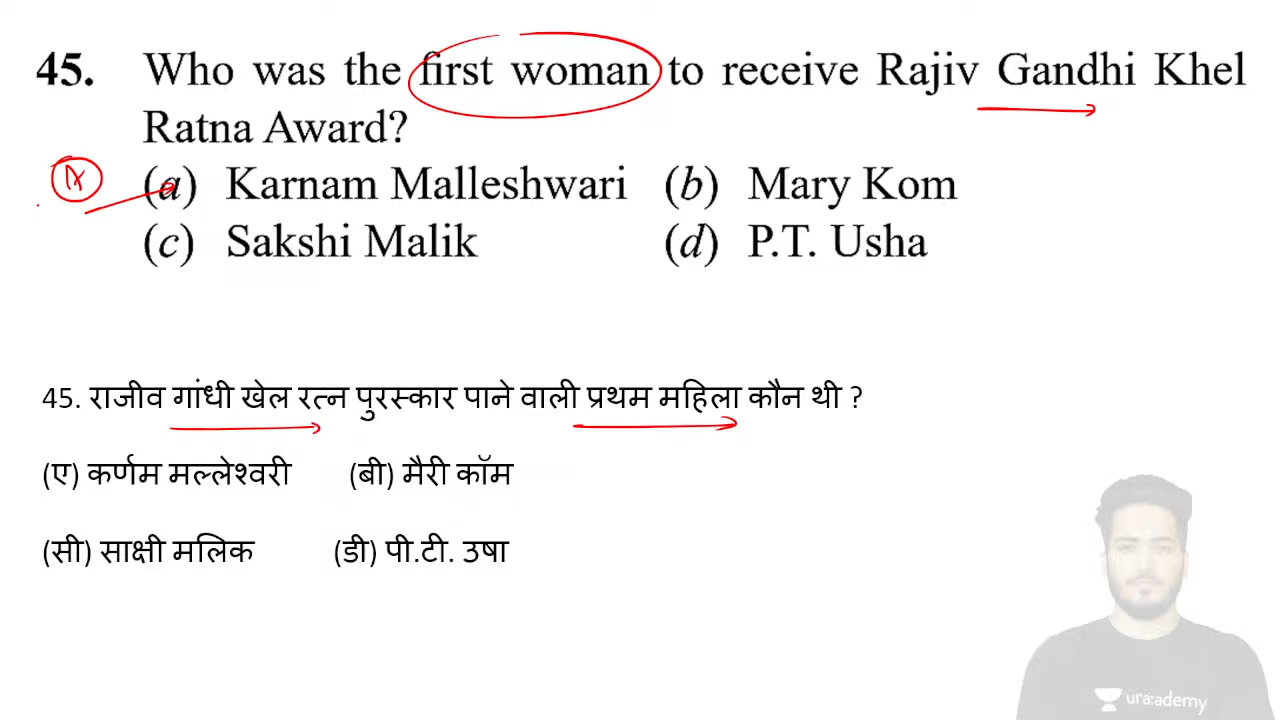 45. Who was the first woman to receive Rajiv Gandhi Khel
Ratna Award?
(a) Karnam Malleshwari (b) Mary Kom
(c) Sakshi Malik (d) P.T. Usha
45. राजीव गांधी खेल रत्न पुरस्कार पाने वाली प्रथम महिला कौन थी ?
(ए) कर्णम मल्लेश्वरी (बी) मैरी कॉम
(सी) साक्षी मलिक (डी) पी.टी. उषा